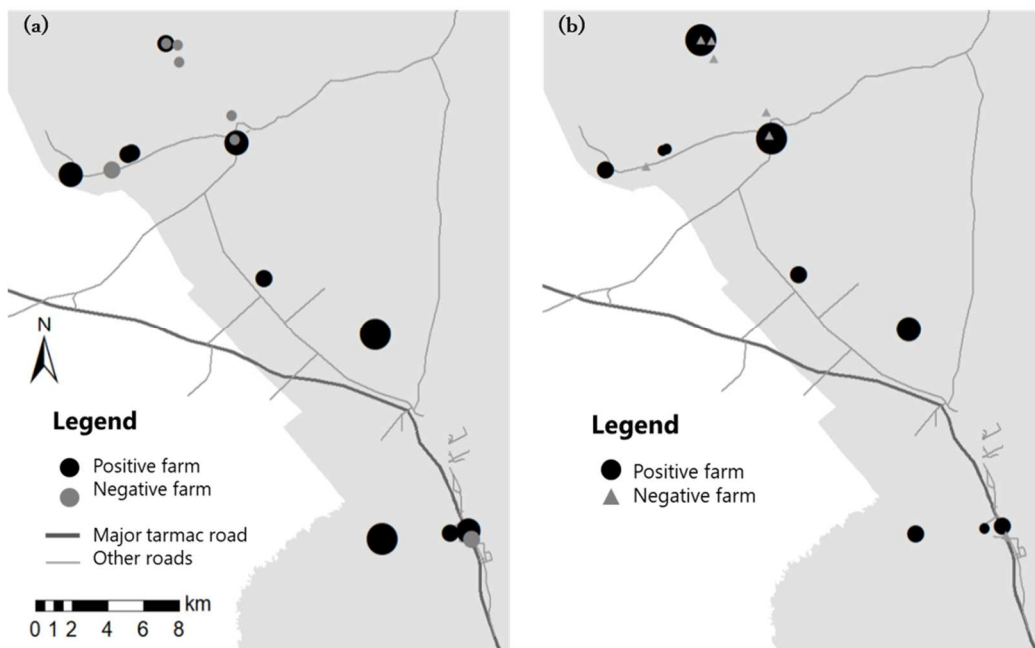 (a)
N
Legend
Positive farm
Negative farm
Major tarmac road
Other roads
km
0 1 2 4 6 8
(b)
Legend
Positive farm
Negative farm